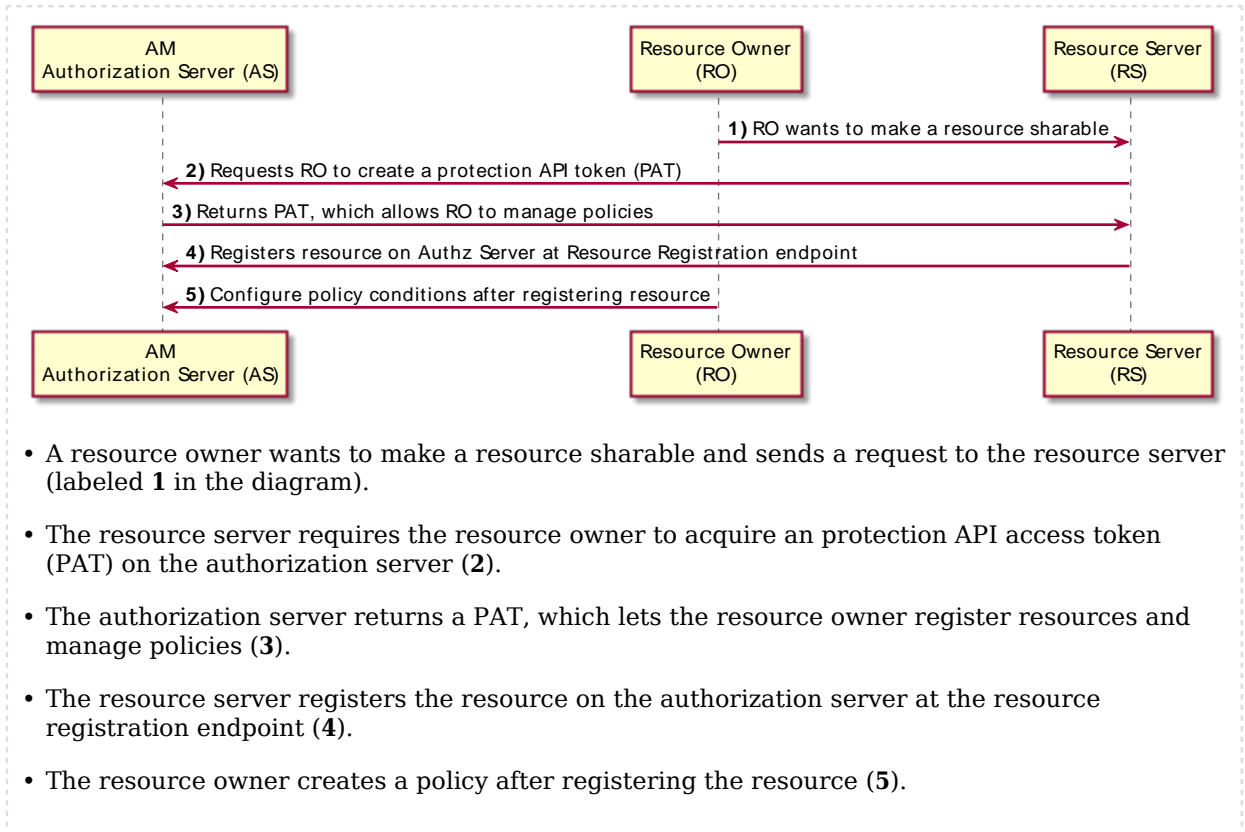 AM
Authorization Server (AS)
Resource Owner
(RO)
Resource Server
(RS)
1) RO wants to make a resource sharable
2) Requests RO to create a protection API token (PAT)
3) Returns PAT, which allows RO to manage policies
4) Registers resource on Authz Server at Resource Registration endpoint
5) Configure policy conditions after registering resource
AM
Authorization Server (AS)
Resource Owner
(RO)
Resource Server
(RS)
• A resource owner wants to make a resource sharable and sends a request to the resource server
(labeled 1 in the diagram).
• The resource server requires the resource owner to acquire an protection API access token
(PAT) on the authorization server (2).
• The authorization server returns a PAT, which lets the resource owner register resources and
manage policies (3).
• The resource server registers the resource on the authorization server at the resource
registration endpoint (4).
• The resource owner creates a policy after registering the resource (5).